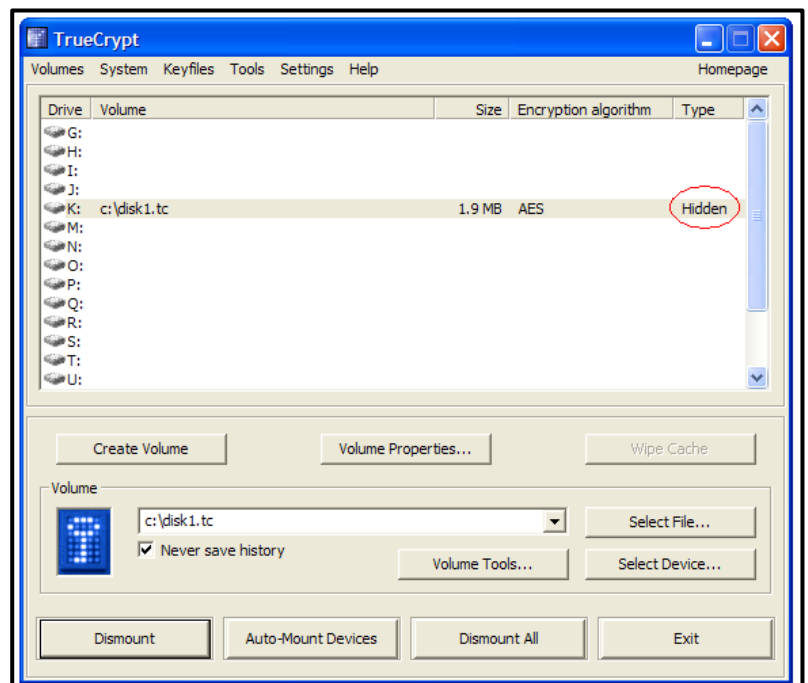 TrueCrypt
Volumes System Keyfiles Tools Settings Help Homepage
Drive Volume Size Encryption algorithm Type
G:
H:
I:
J:
K: c:\disk1.tc 1.9 MB AES Hidden
M:
N:
O:
P:
Q:
R:
S:
T:
U:
Create Volume Volume Properties... Wipe Cache
Volume
c:\disk1.tc Select File...
Never save history
Volume Tools... Select Device...
Dismount Auto-Mount Devices Dismount All Exit